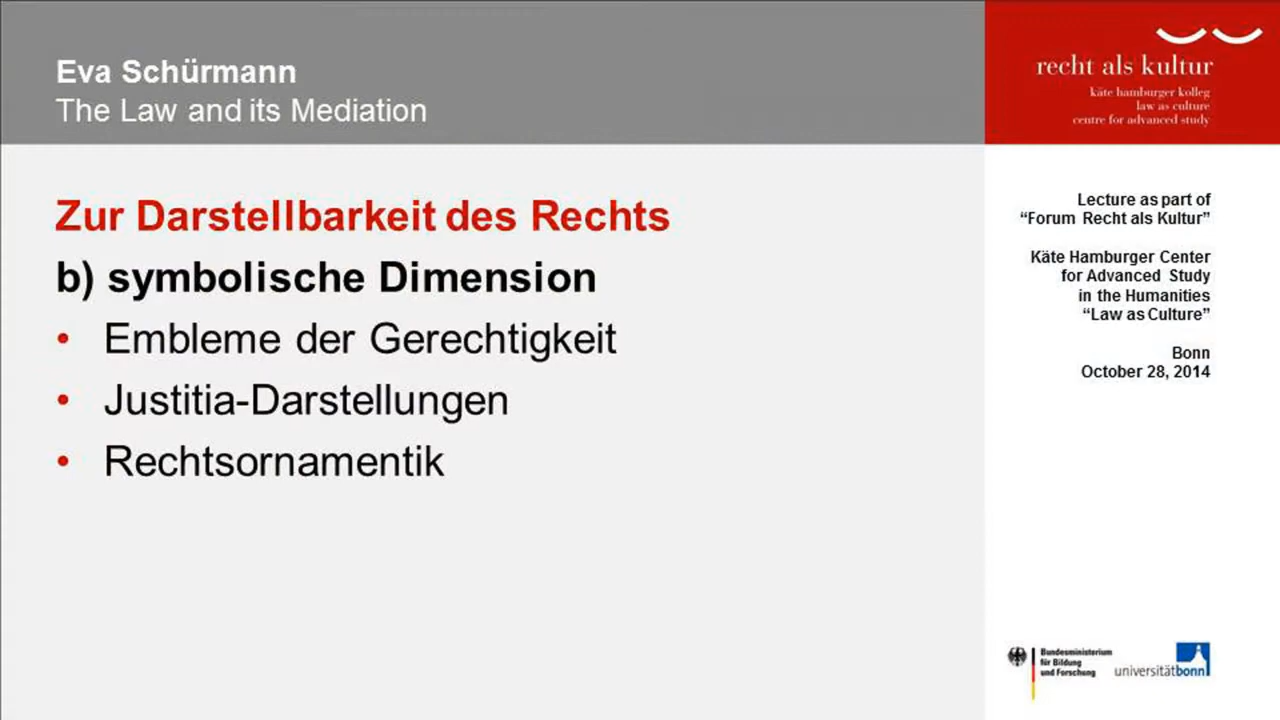 Eva Schürmann
The Law and its Mediation
recht als kultur
käte hamburger kolleg
law as culture
centre for advanced study
Zur Darstellbarkeit des Rechts
b) symbolische Dimension
• Embleme der Gerechtigkeit
• Justitia-Darstellungen
• Rechtsornamentik
Lecture as part of
“Forum Recht als Kultur”
Käte Hamburger Center
for Advanced Study
in the Humanities
“Law as Culture”
Bonn
October 28, 2014
Bundesministerium
für Bildung
und Forschung
universitätbonn